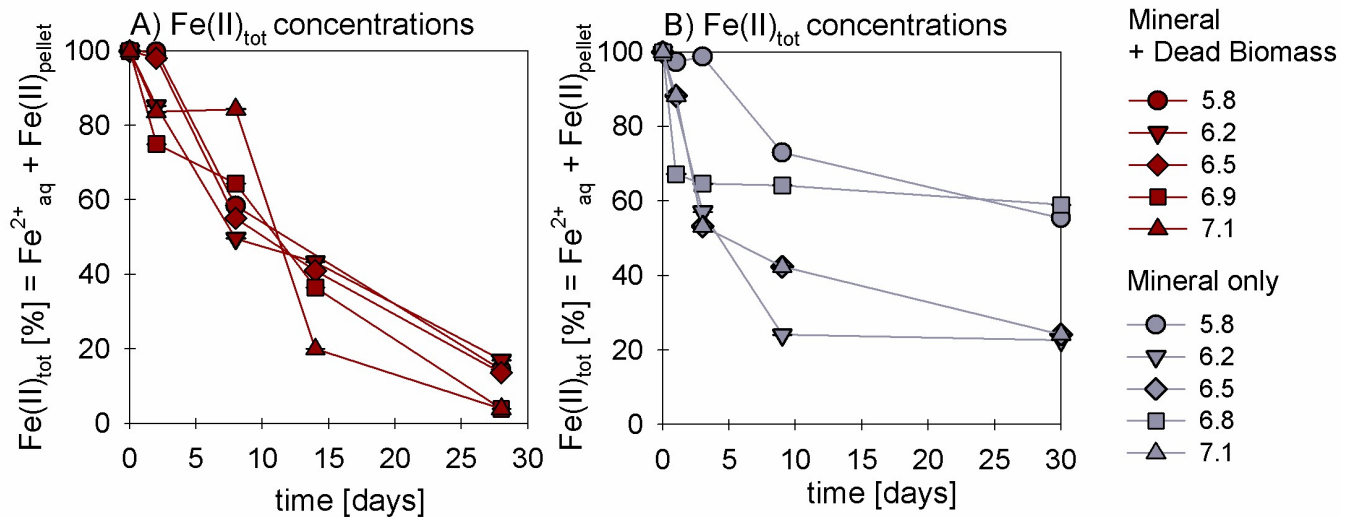 A) Fe(II)tot concentrations
Fe(II)tot [%] = Fe2+aq + Fe(II)pellet
100
80
60
40
20
0
0 5 10 15 20 25 30
time [days]
B) Fe(II)tot concentrations
Fe(II)tot [%] = Fe2+aq + Fe(II)pellet
100
80
60
40
20
0
0 5 10 15 20 25 30
time [days]
Mineral
+ Dead Biomass
5.8
6.2
6.5
6.9
7.1
Mineral only
5.8
6.2
6.5
6.8
7.1